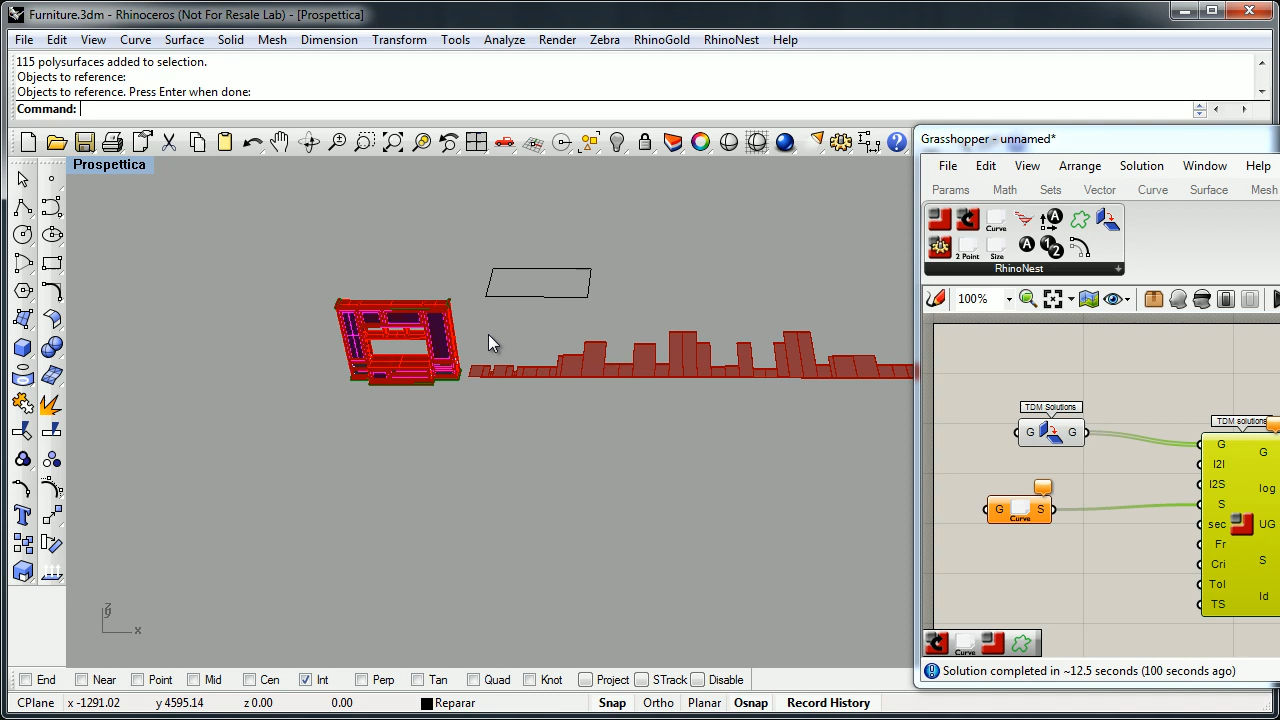 Furniture.3dm - Rhinoceros (Not For Resale Lab) - [Prospettica]
File Edit View Curve Surface Solid Mesh Dimension Transform Tools Analyze Render Zebra RhinoGold RhinoNest Help
115 polysurfaces added to selection.
Objects to reference:
Objects to reference. Press Enter when done:
Command:
Prospettica
z
y
x
Grasshopper - unnamed*
File Edit View Arrange Solution Window Help
Params Math Sets Vector Curve Surface Mesh
Curve A
2 Point Size A 1 2
RhinoNest
100%
TDM Solutions
G G
G Curve S
TDM solutions
G
I2I
I2S
S
sec
Fr
Cri
Tol
TS
G
log
UG
S
Id
Curve
Solution completed in ~12.5 seconds (100 seconds ago)
End Near Point Mid Cen Int Perp Tan Quad Knot Project STrack Disable
CPlane x -1291.02 y 4595.14 z 0.00 0.00 Reparar Snap Ortho Planar Osnap Record History